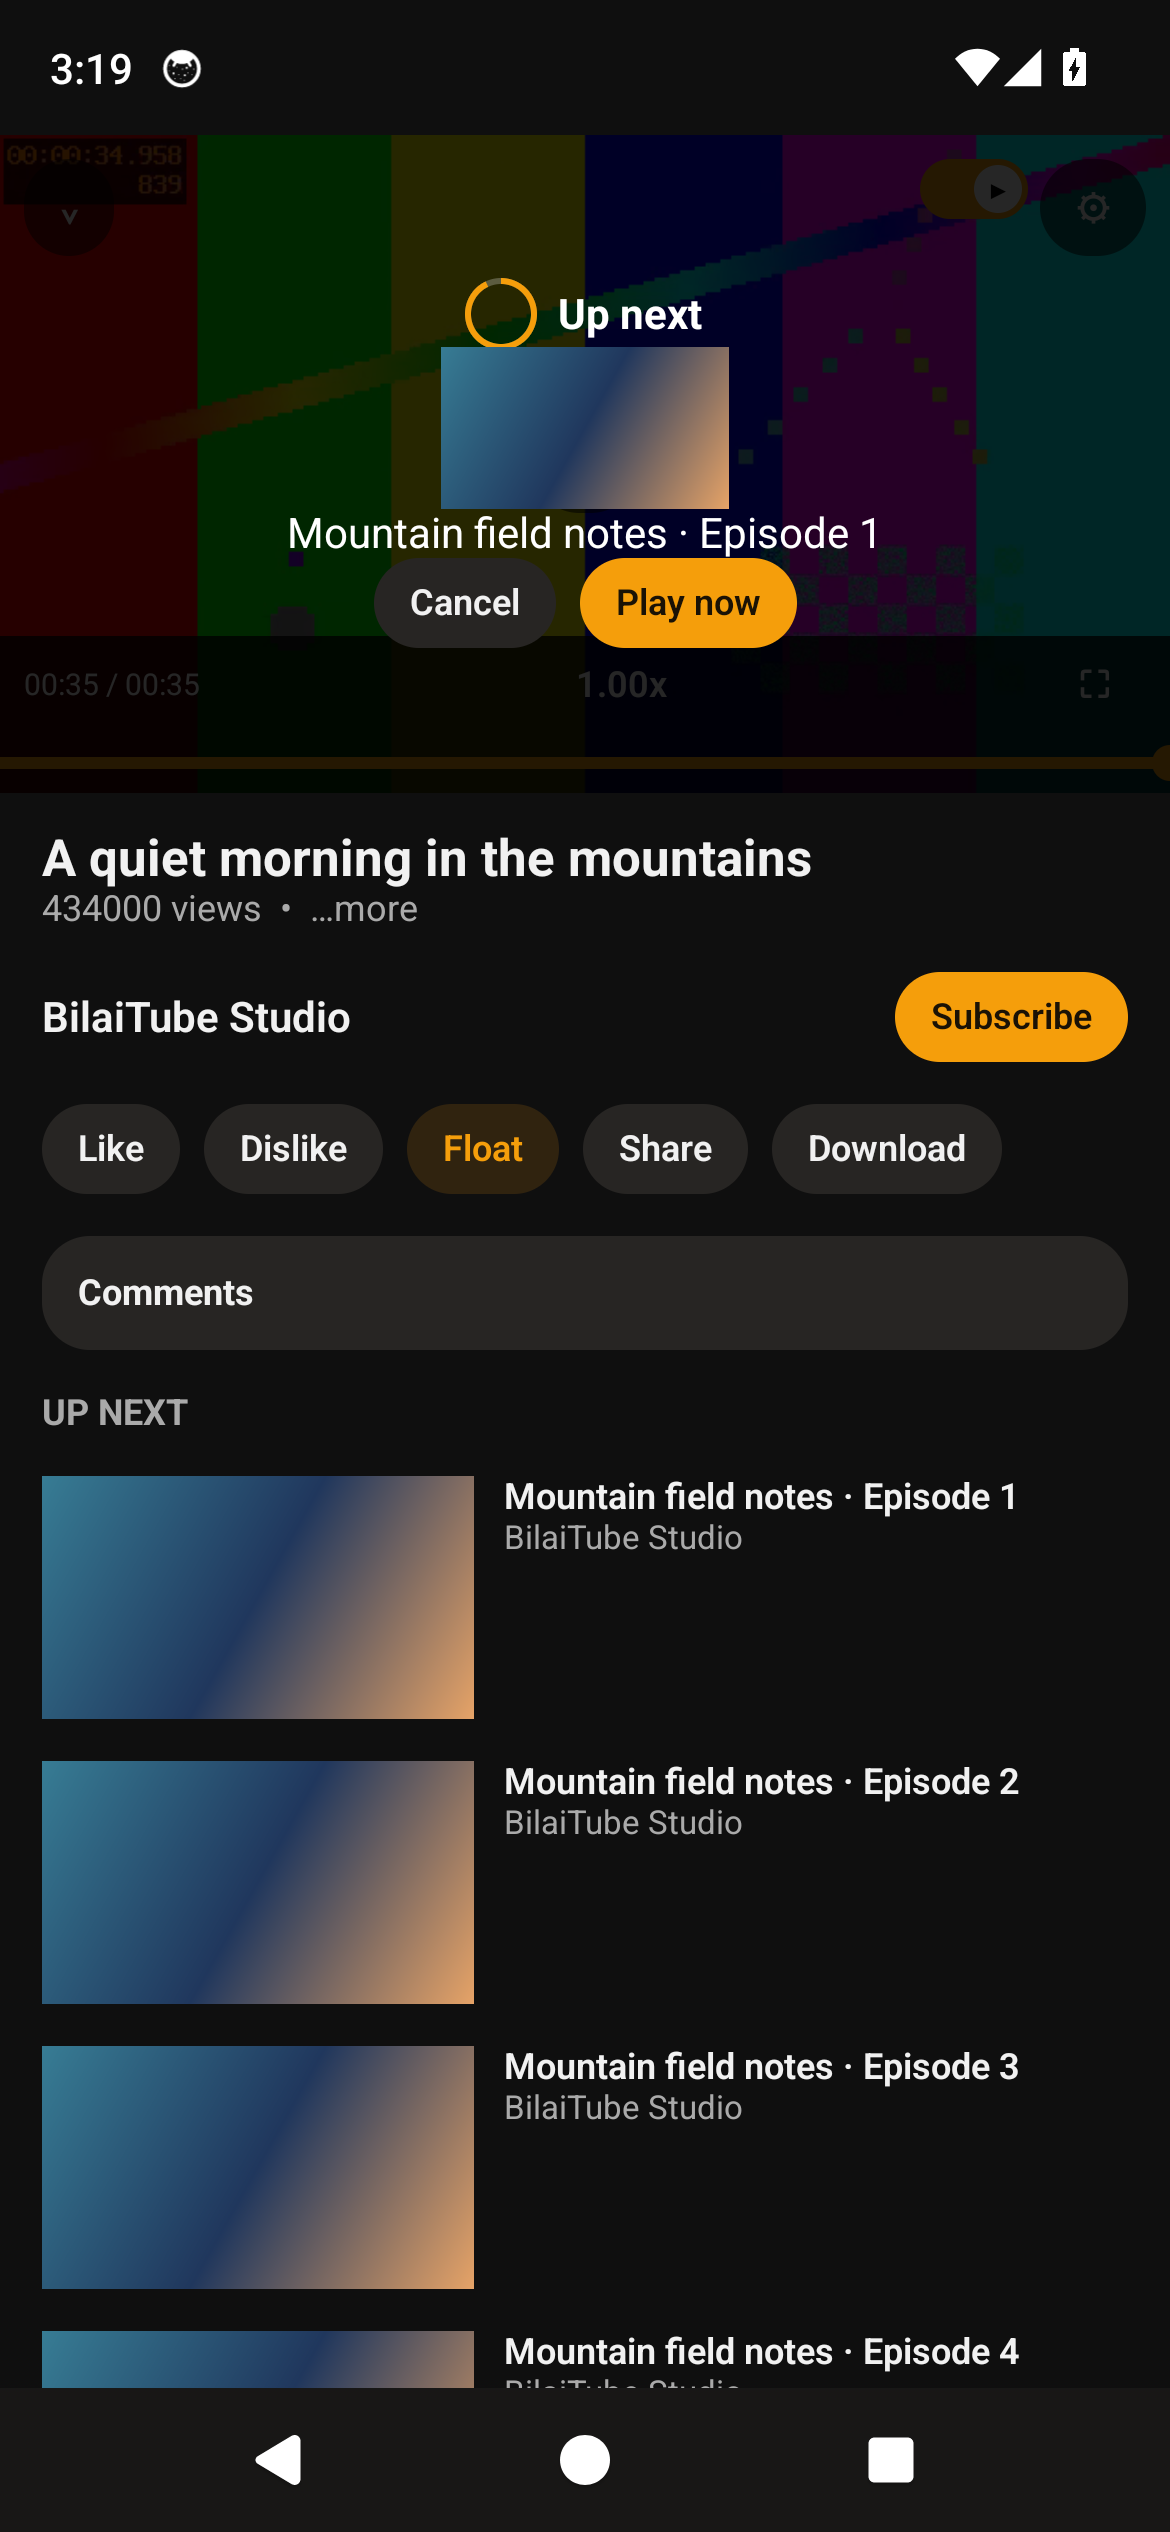 3:19
00:00:34.958
839
Up next
Mountain field notes · Episode 1
Cancel
Play now
00:35 / 00:35
1.00x
A quiet morning in the mountains
434000 views • …more
BilaiTube Studio
Subscribe
Like
Dislike
Float
Share
Download
Comments
UP NEXT
Mountain field notes · Episode 1
BilaiTube Studio
Mountain field notes · Episode 2
BilaiTube Studio
Mountain field notes · Episode 3
BilaiTube Studio
Mountain field notes · Episode 4
BilaiTube Studio